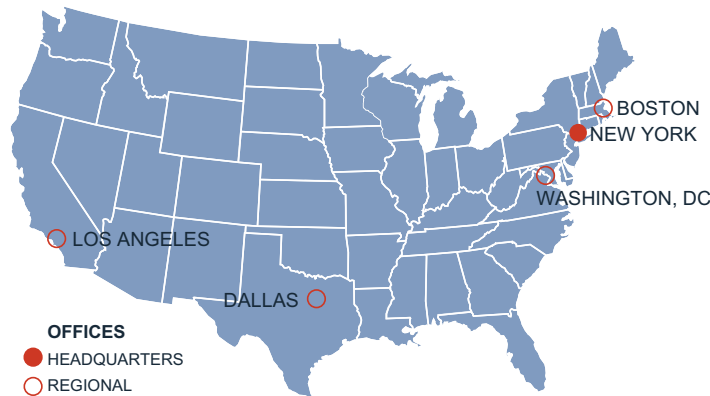 BOSTON
NEW YORK
WASHINGTON, DC
LOS ANGELES
DALLAS
OFFICES
HEADQUARTERS
REGIONAL